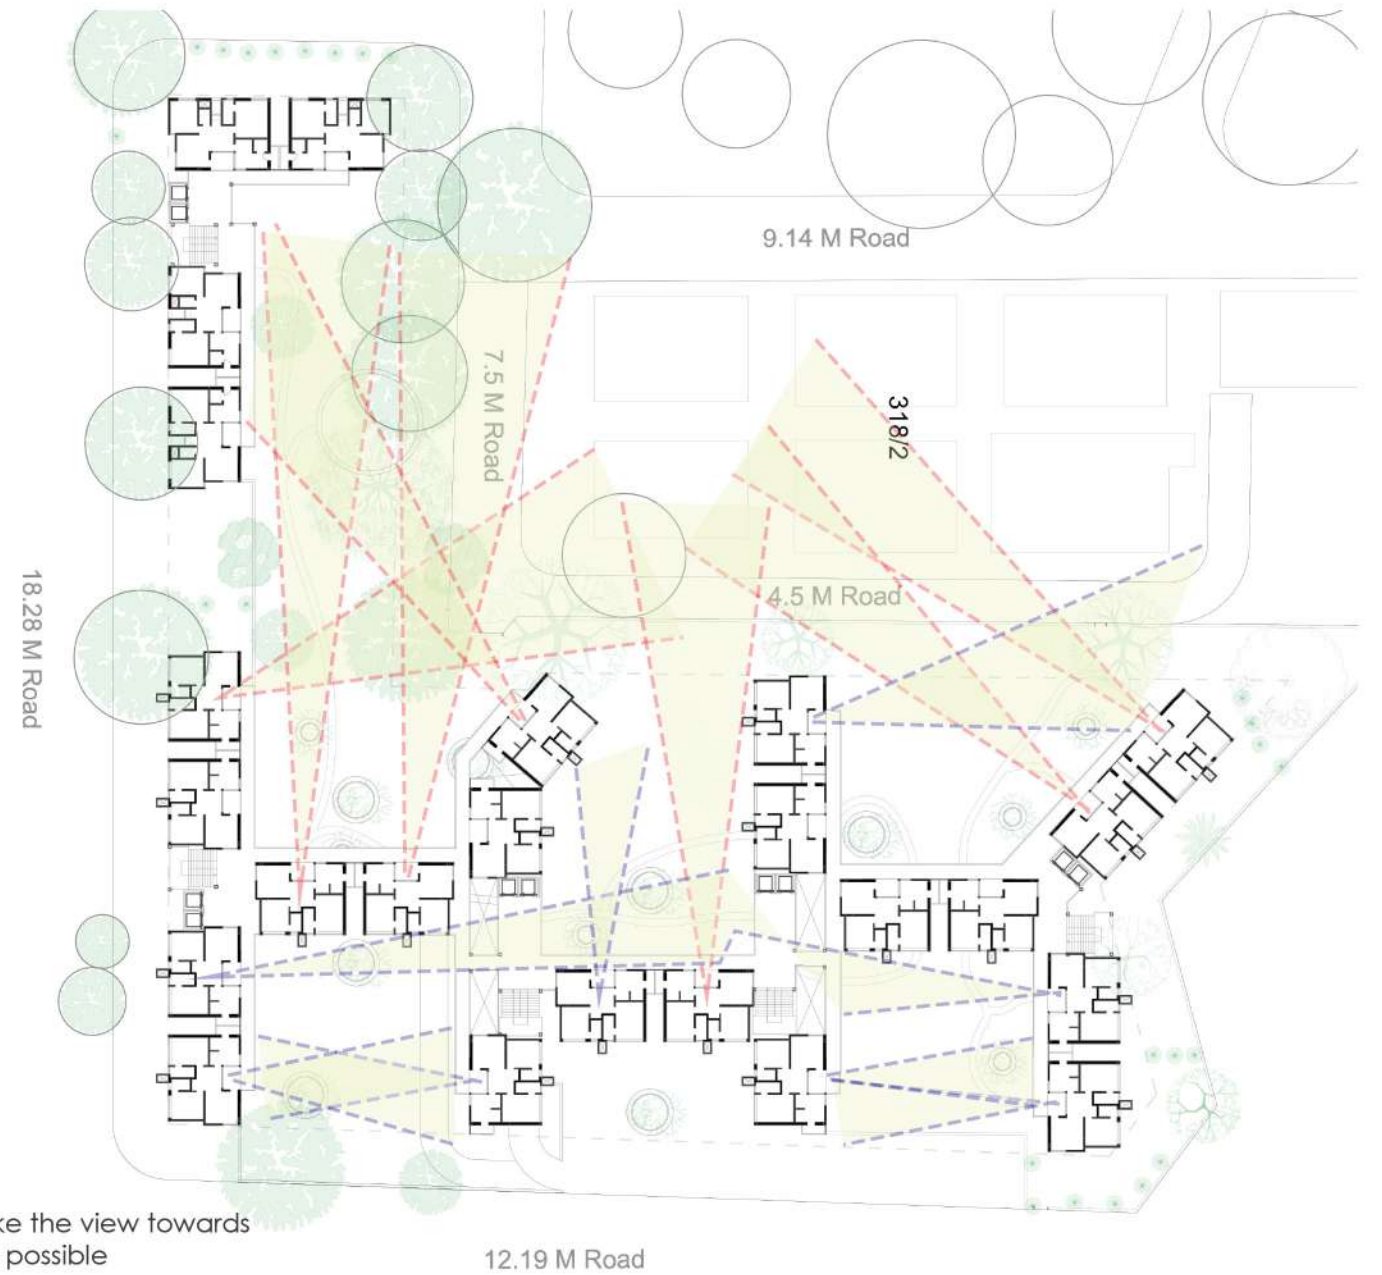 9.14 M Road
7.5 M Road
318/2
4.5 M Road
18.28 M Road
the view towards
possible
12.19 M Road